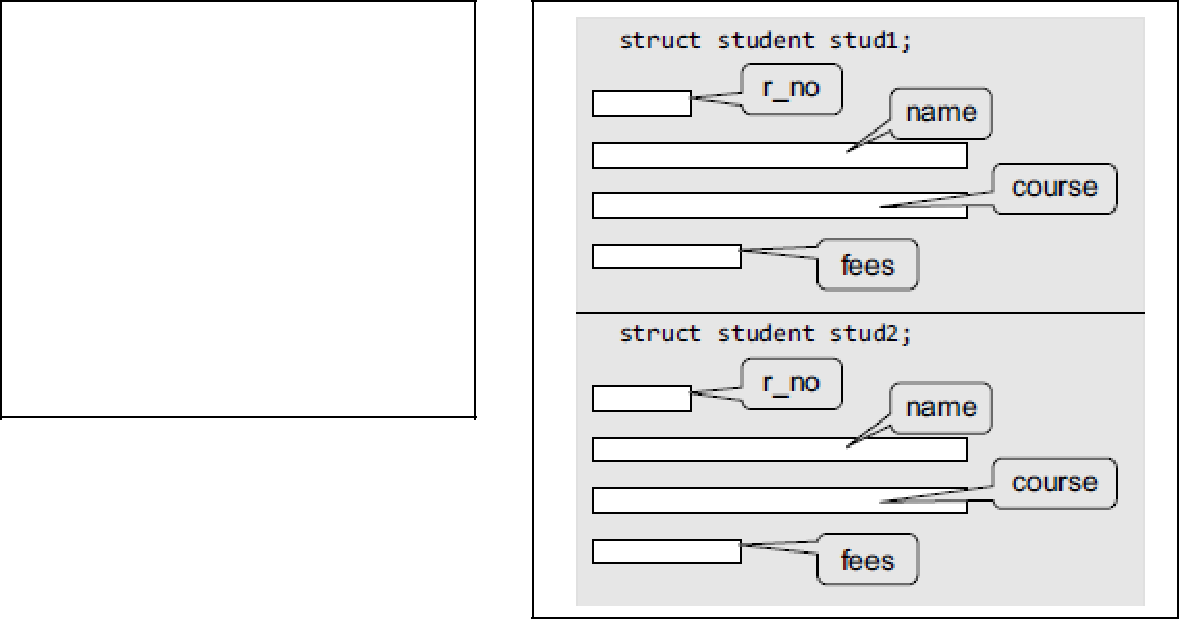 struct student stud1;
r_no
name
course
fees
struct student stud2;
r_no
name
course
fees